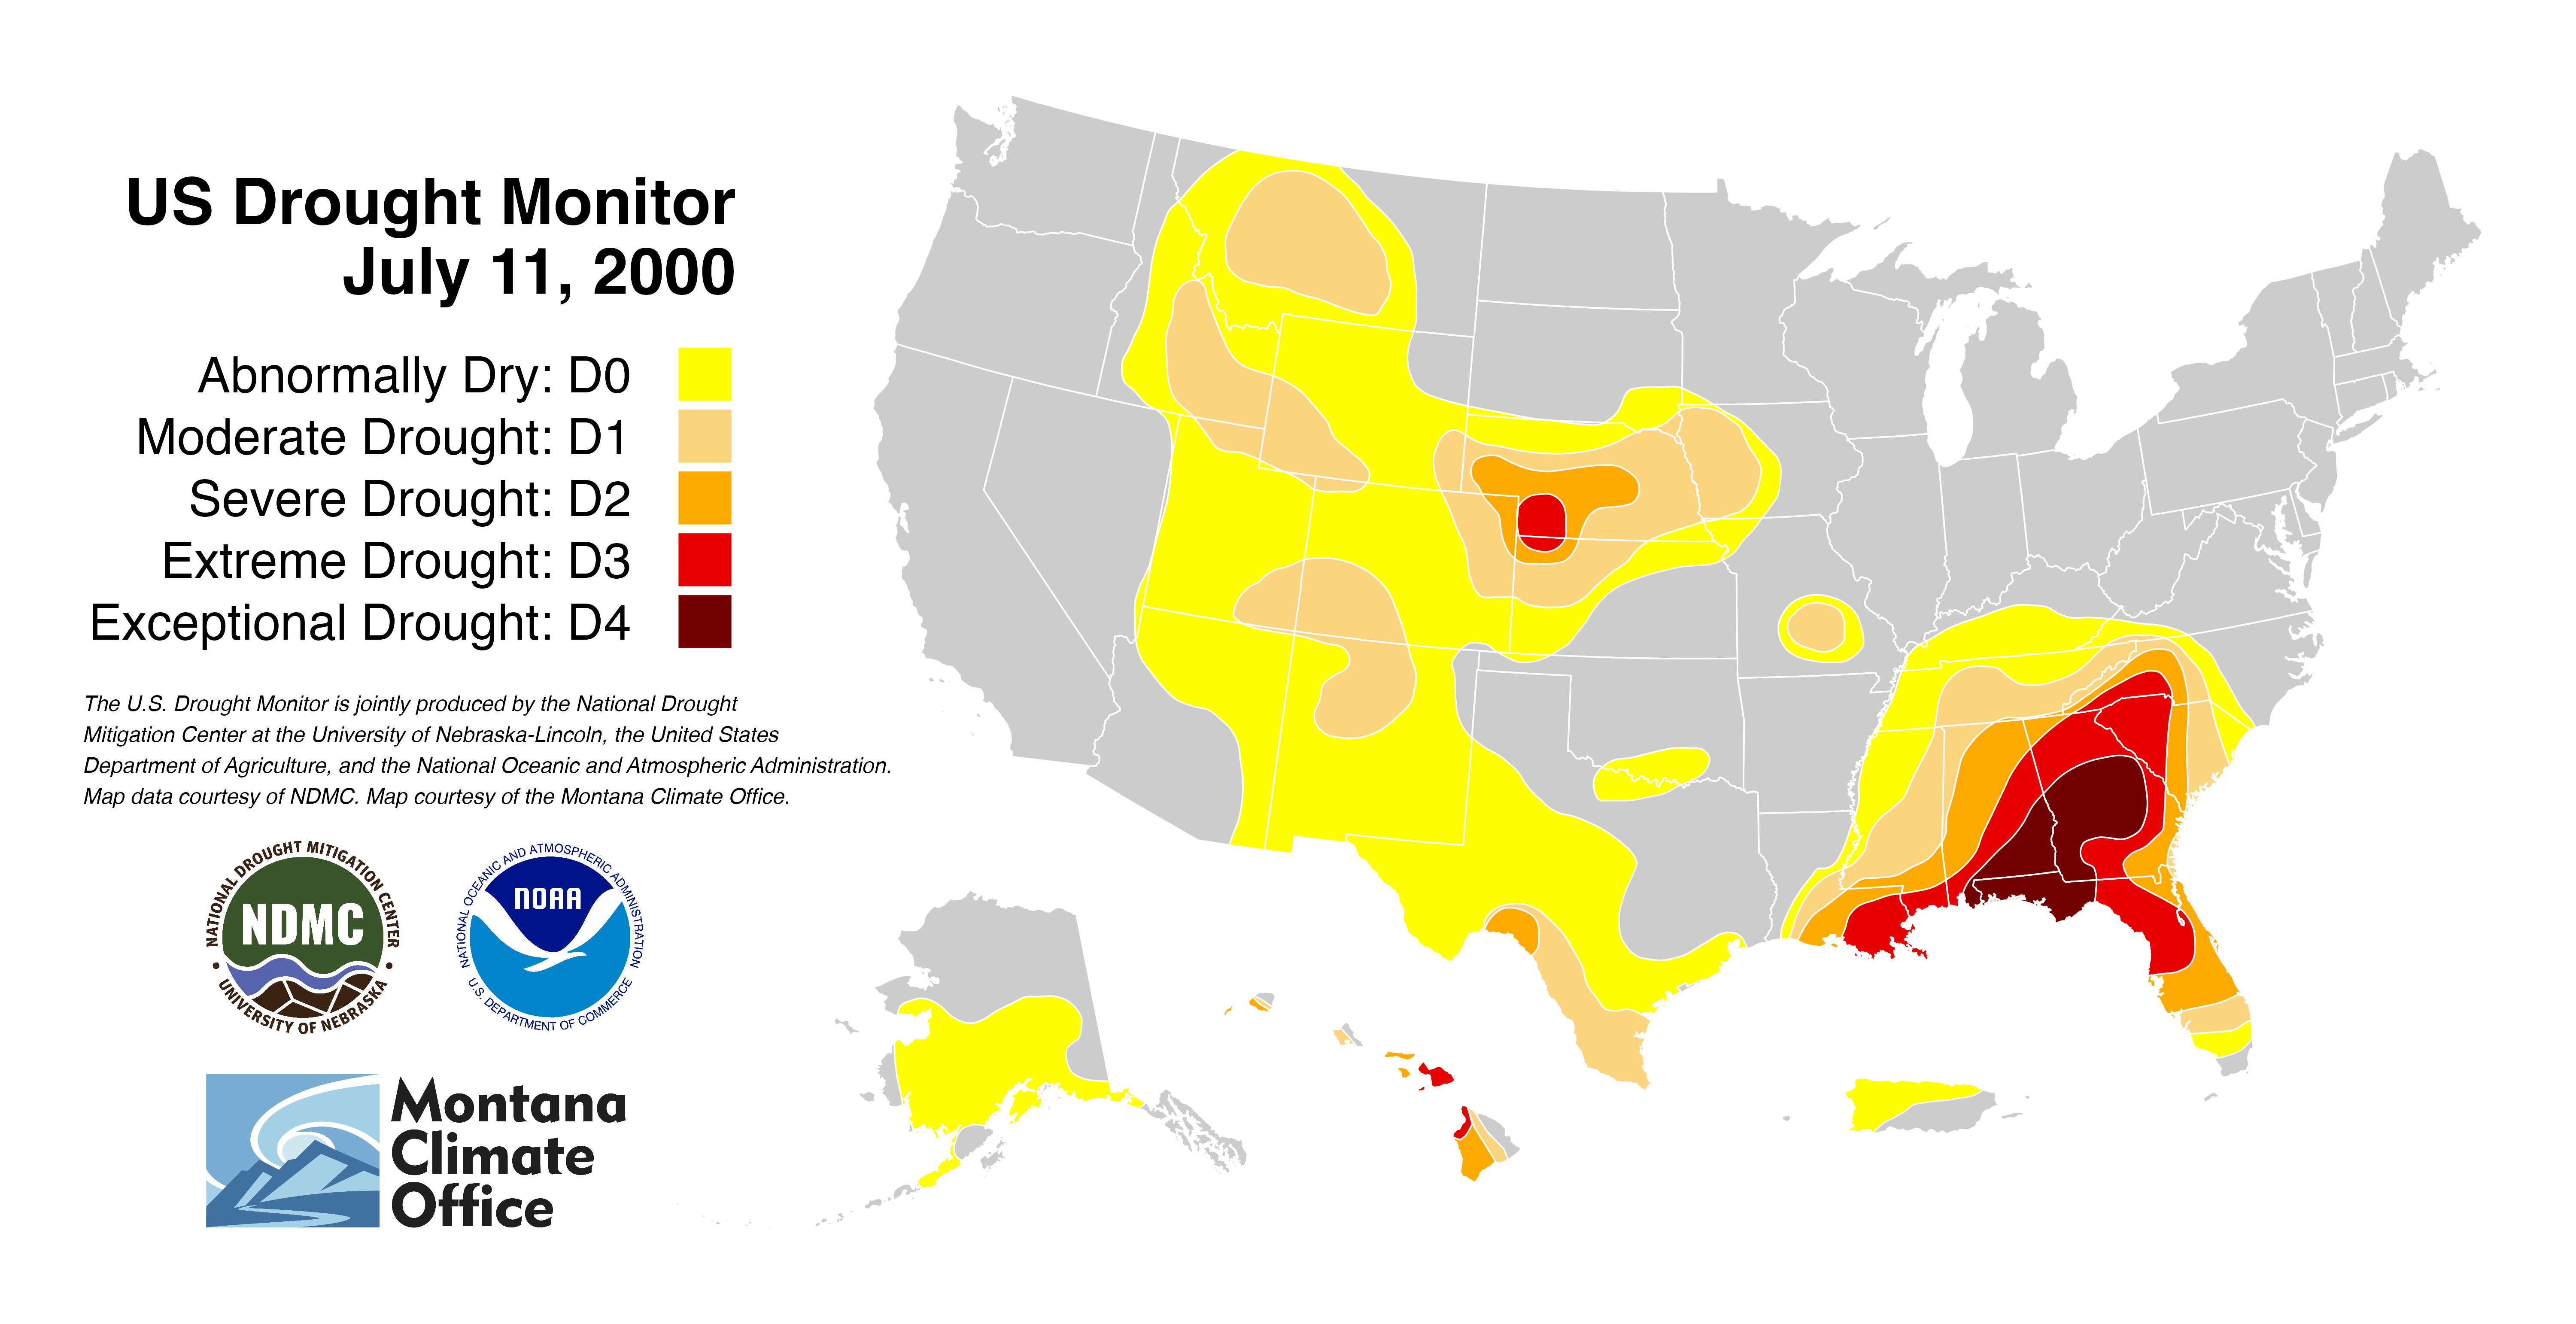 US Drought Monitor
July 11, 2000
Abnormally Dry: D0
Moderate Drought: D1
Severe Drought: D2
Extreme Drought: D3
Exceptional Drought: D4
The U.S. Drought Monitor is jointly produced by the National Drought
Mitigation Center at the University of Nebraska-Lincoln, the United States
Department of Agriculture, and the National Oceanic and Atmospheric Administration.
Map data courtesy of NDMC. Map courtesy of the Montana Climate Office.
NATIONAL DROUGHT MITIGATION CENTER
NDMC
• UNIVERSITY OF NEBRASKA •
NATIONAL OCEANIC AND ATMOSPHERIC ADMINISTRATION
NOAA
U.S. DEPARTMENT OF COMMERCE
Montana
Climate
Office